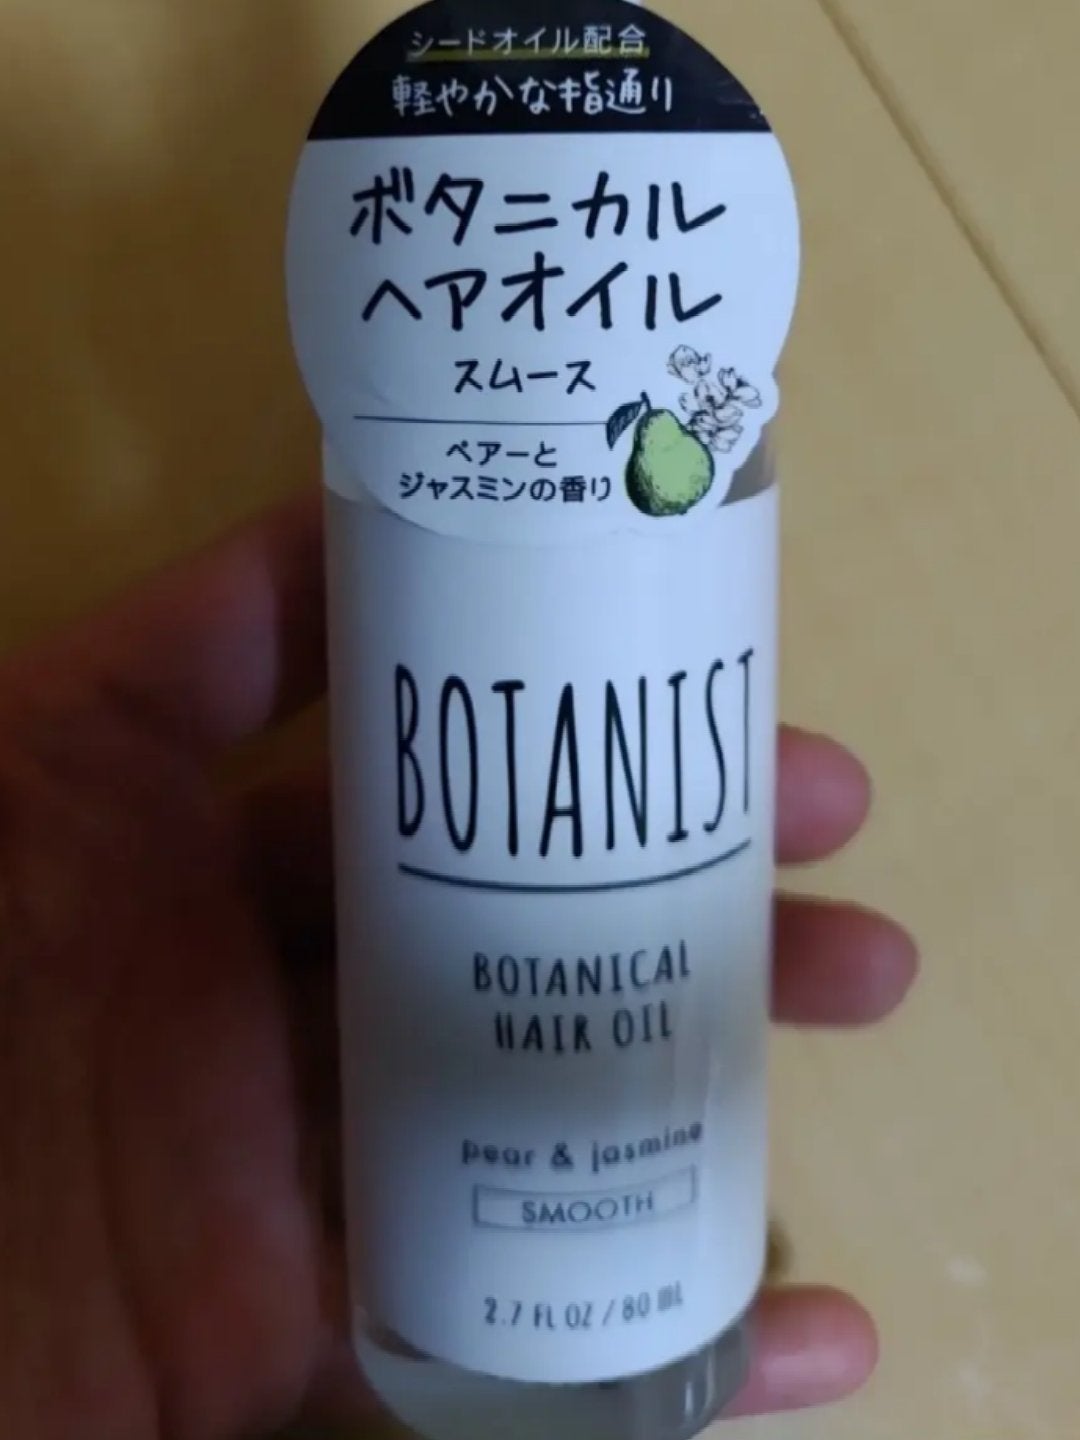 シードオイル配合
軽やかな指通り
ボタニカル
ヘアオイル
スムース
ペアーと
ジャスミンの香り
BOTANIST
BOTANICAL
HAIR OIL
pear & jasmine
SMOOTH
2.7 FL OZ / 80 mL